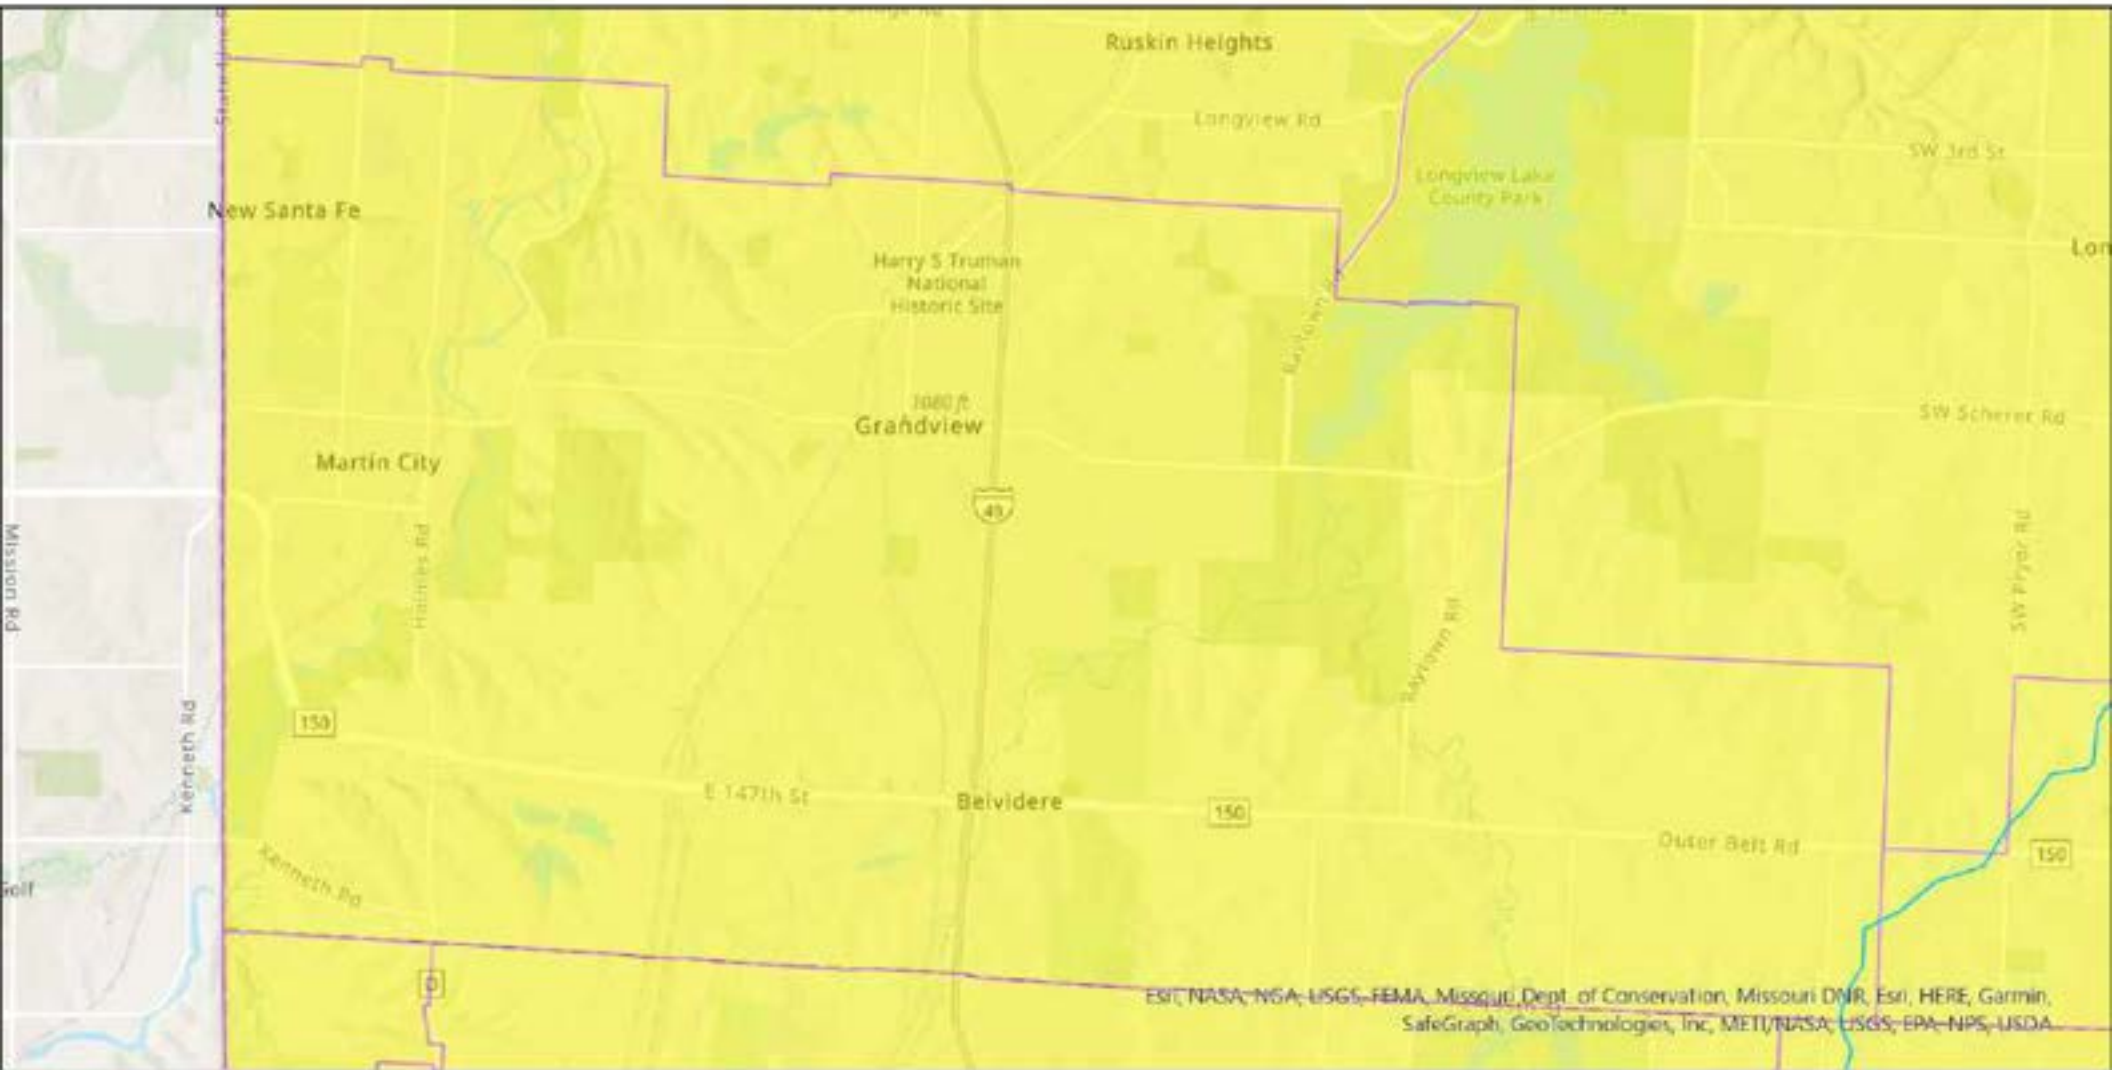 Ruskin Heights
Longview Rd
SW 3rd St
Longview Lake
County Park
New Santa Fe
Lon
Harry S Truman
National
Historic Site
1080 ft
Grandview
SW Scherer Rd
Martin City
49
Mission Rd
Haines Rd
SW Pryor Rd
Raytown Rd
Kenneth Rd
150
E 147th St
Belvidere
150
Outer Belt Rd
150
Kenneth Rd
Golf
D
Esri, NASA, NGA, USGS, FEMA, Missouri Dept. of Conservation, Missouri DNR, Esri, HERE, Garmin,
SafeGraph, GeoTechnologies, Inc, METI/NASA, USGS, EPA, NPS, USDA